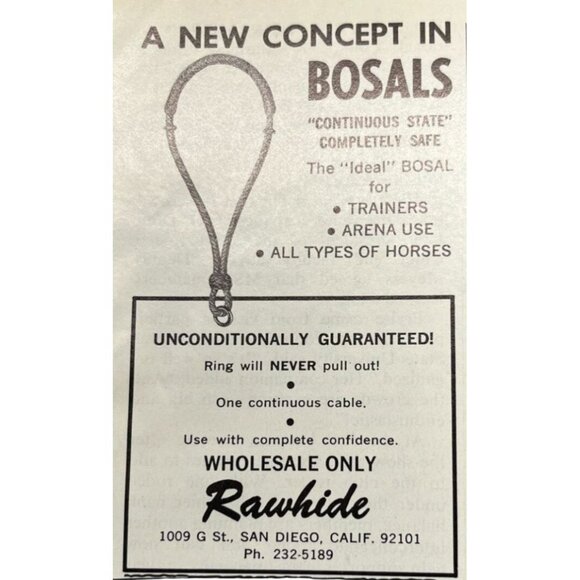 A NEW CONCEPT IN
BOSALS
"CONTINUOUS STATE"
COMPLETELY SAFE
The "Ideal" BOSAL
for
• TRAINERS
• ARENA USE
• ALL TYPES OF HORSES
UNCONDITIONALLY GUARANTEED!
Ring will NEVER pull out!
•
One continuous cable.
•
Use with complete confidence.
WHOLESALE ONLY
Rawhide
1009 G St., SAN DIEGO, CALIF. 92101
Ph. 232-5189